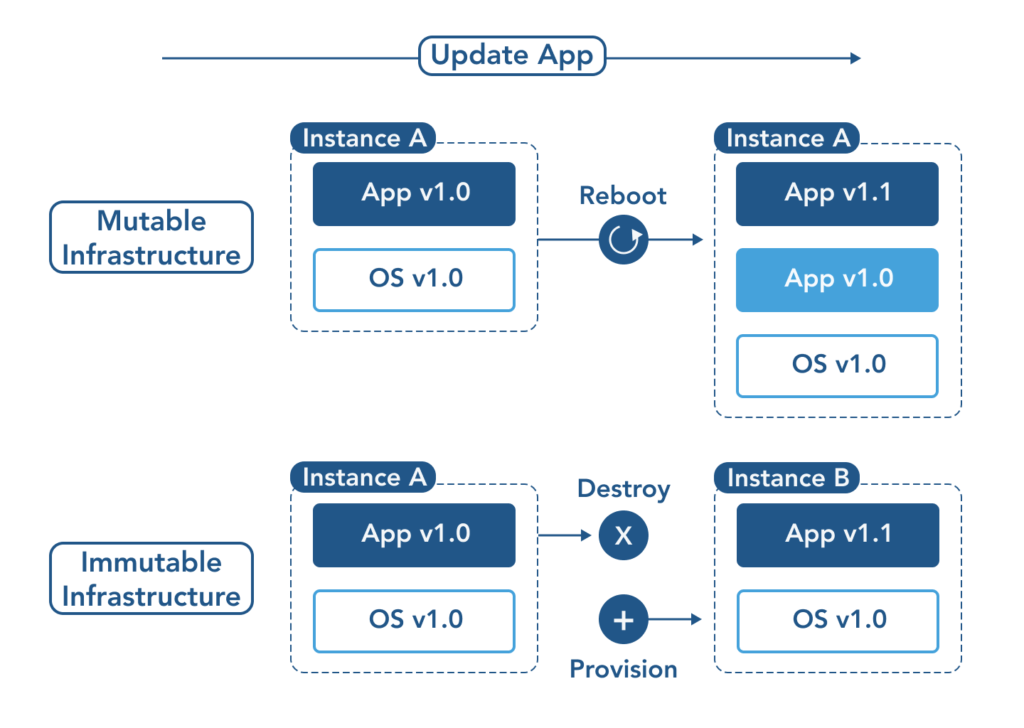 Update App
Mutable
Infrastructure
Instance A
App v1.0
OS v1.0
Reboot
Instance A
App v1.1
App v1.0
OS v1.0
Immutable
Infrastructure
Instance A
App v1.0
OS v1.0
Destroy
X
+
Provision
Instance B
App v1.1
OS v1.0